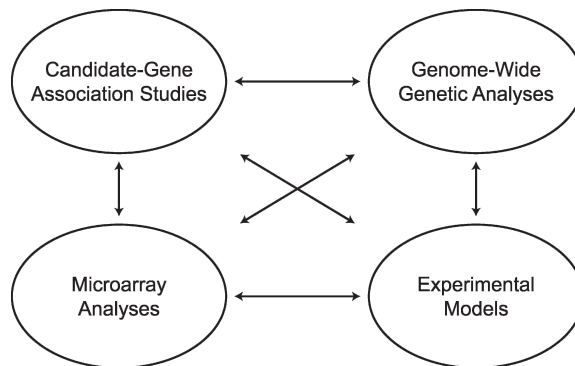 Candidate-Gene
Association Studies
Genome-Wide
Genetic Analyses
Microarray
Analyses
Experimental
Models